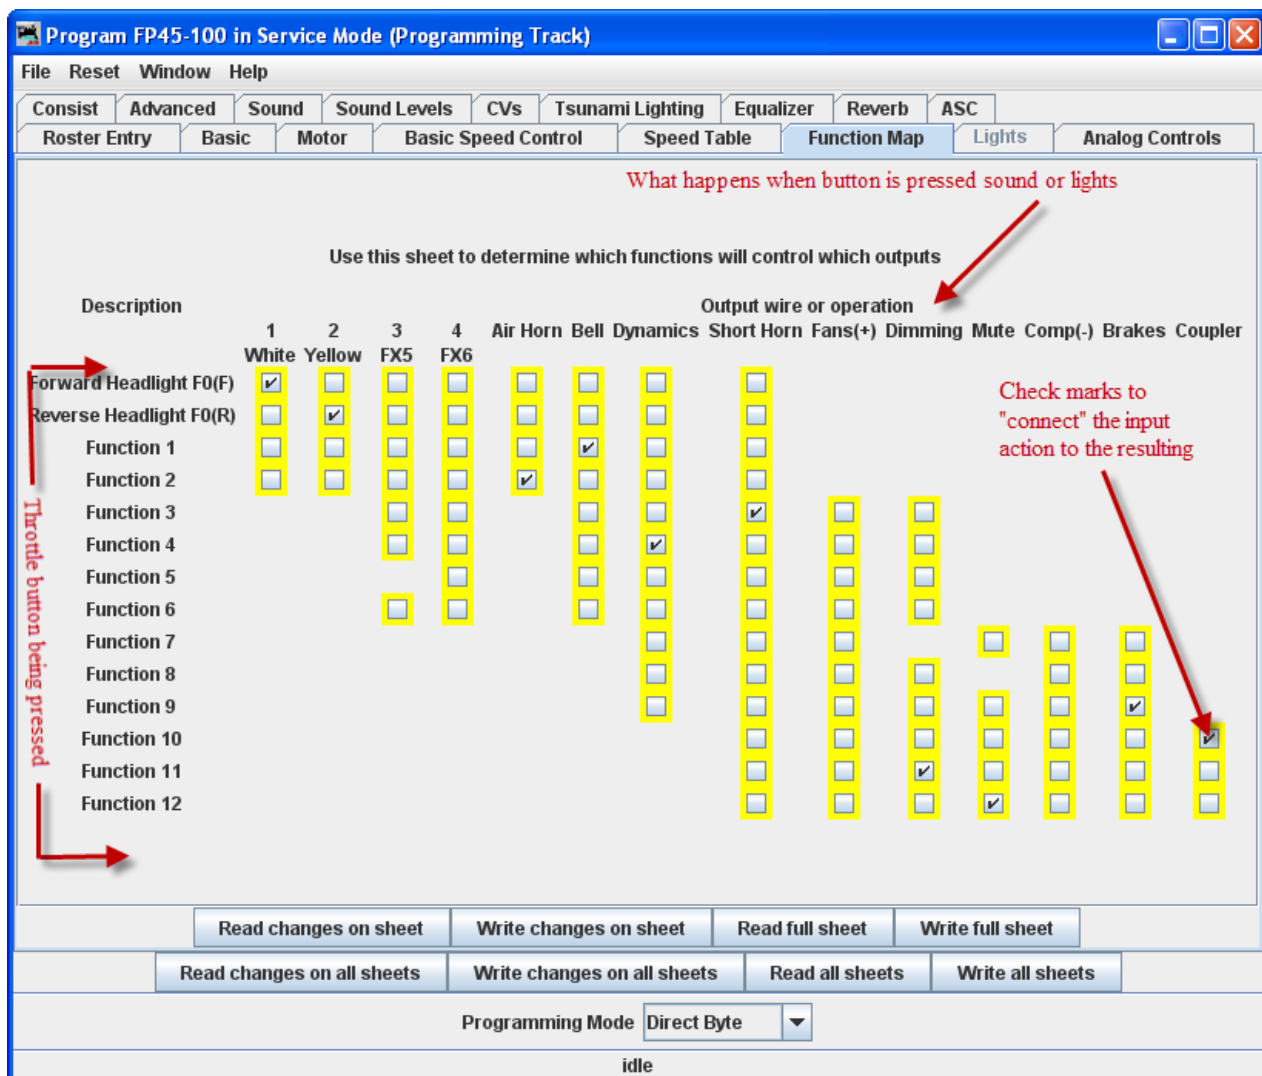 Program FP45-100 in Service Mode (Programming Track)
File Reset Window Help
Consist Advanced Sound Sound Levels CVs Tsunami Lighting Equalizer Reverb ASC
Roster Entry Basic Motor Basic Speed Control Speed Table Function Map Lights Analog Controls
What happens when button is pressed sound or lights
Use this sheet to determine which functions will control which outputs
Description Output wire or operation
1 2 3 4 Air Horn Bell Dynamics Short Horn Fans(+) Dimming Mute Comp(-) Brakes Coupler
White Yellow FX5 FX6
Forward Headlight F0(F)
Reverse Headlight F0(R)
Function 1
Function 2
Function 3
Function 4
Function 5
Function 6
Function 7
Function 8
Function 9
Function 10
Function 11
Function 12
Check marks to
"connect" the input
action to the resulting
Throttle button being pressed
Read changes on sheet Write changes on sheet Read full sheet Write full sheet
Read changes on all sheets Write changes on all sheets Read all sheets Write all sheets
Programming Mode Direct Byte
idle